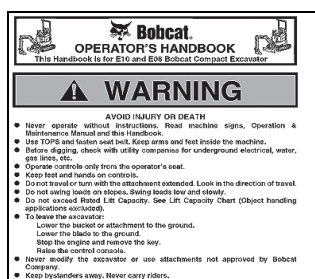 Bobcat®
OPERATOR'S HANDBOOK
This Handbook is for E10 and E08 Bobcat Compact Excavator
WARNING
AVOID INJURY OR DEATH
● Never operate without instructions. Read machine signs, Operation &
Maintenance Manual and this Handbook.
● Use TOPS and fasten seat belt. Keep arms and feet inside the machine.
● Before digging, check with utility companies for underground electrical, water,
gas lines, etc.
● Operate controls only from the operator's seat.
● Keep feet and hands on controls.
● Do not travel or turn with the attachment extended. Look in the direction of travel.
● Do not swing loads on slopes. Swing loads low and slowly.
● Do not exceed Rated Lift Capacity. See Lift Capacity Chart (Object handling
applications excluded).
● To leave the excavator:
Lower the bucket or attachment to the ground.
Lower the blade to the ground.
Stop the engine and remove the key.
Raise the control console.
● Never modify the excavator or use attachments not approved by Bobcat
Company.
● Keep bystanders away. Never carry riders.